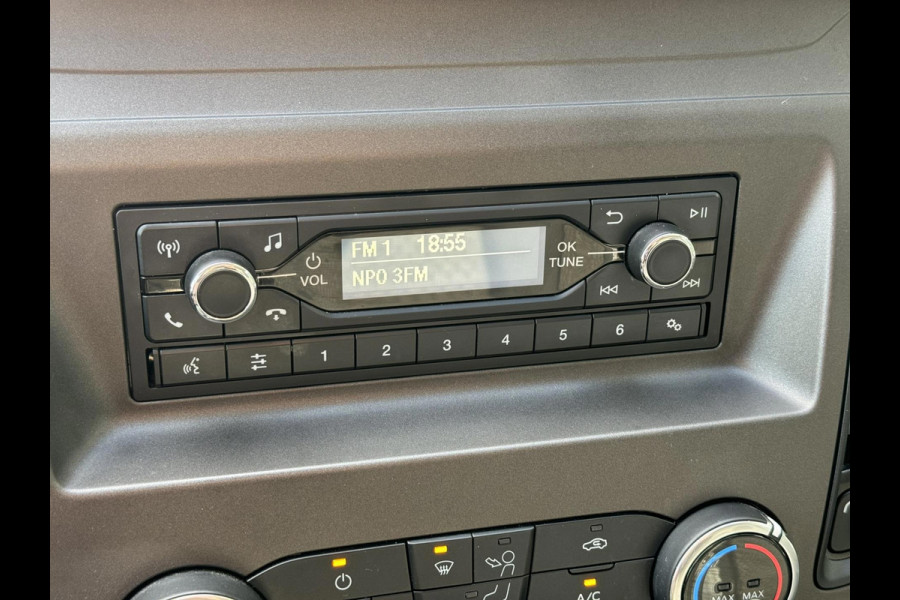 FM 1 18:55
NPO 3FM
VOL
OK
TUNE
1 2 3 4 5 6
A/C
MAX MAX